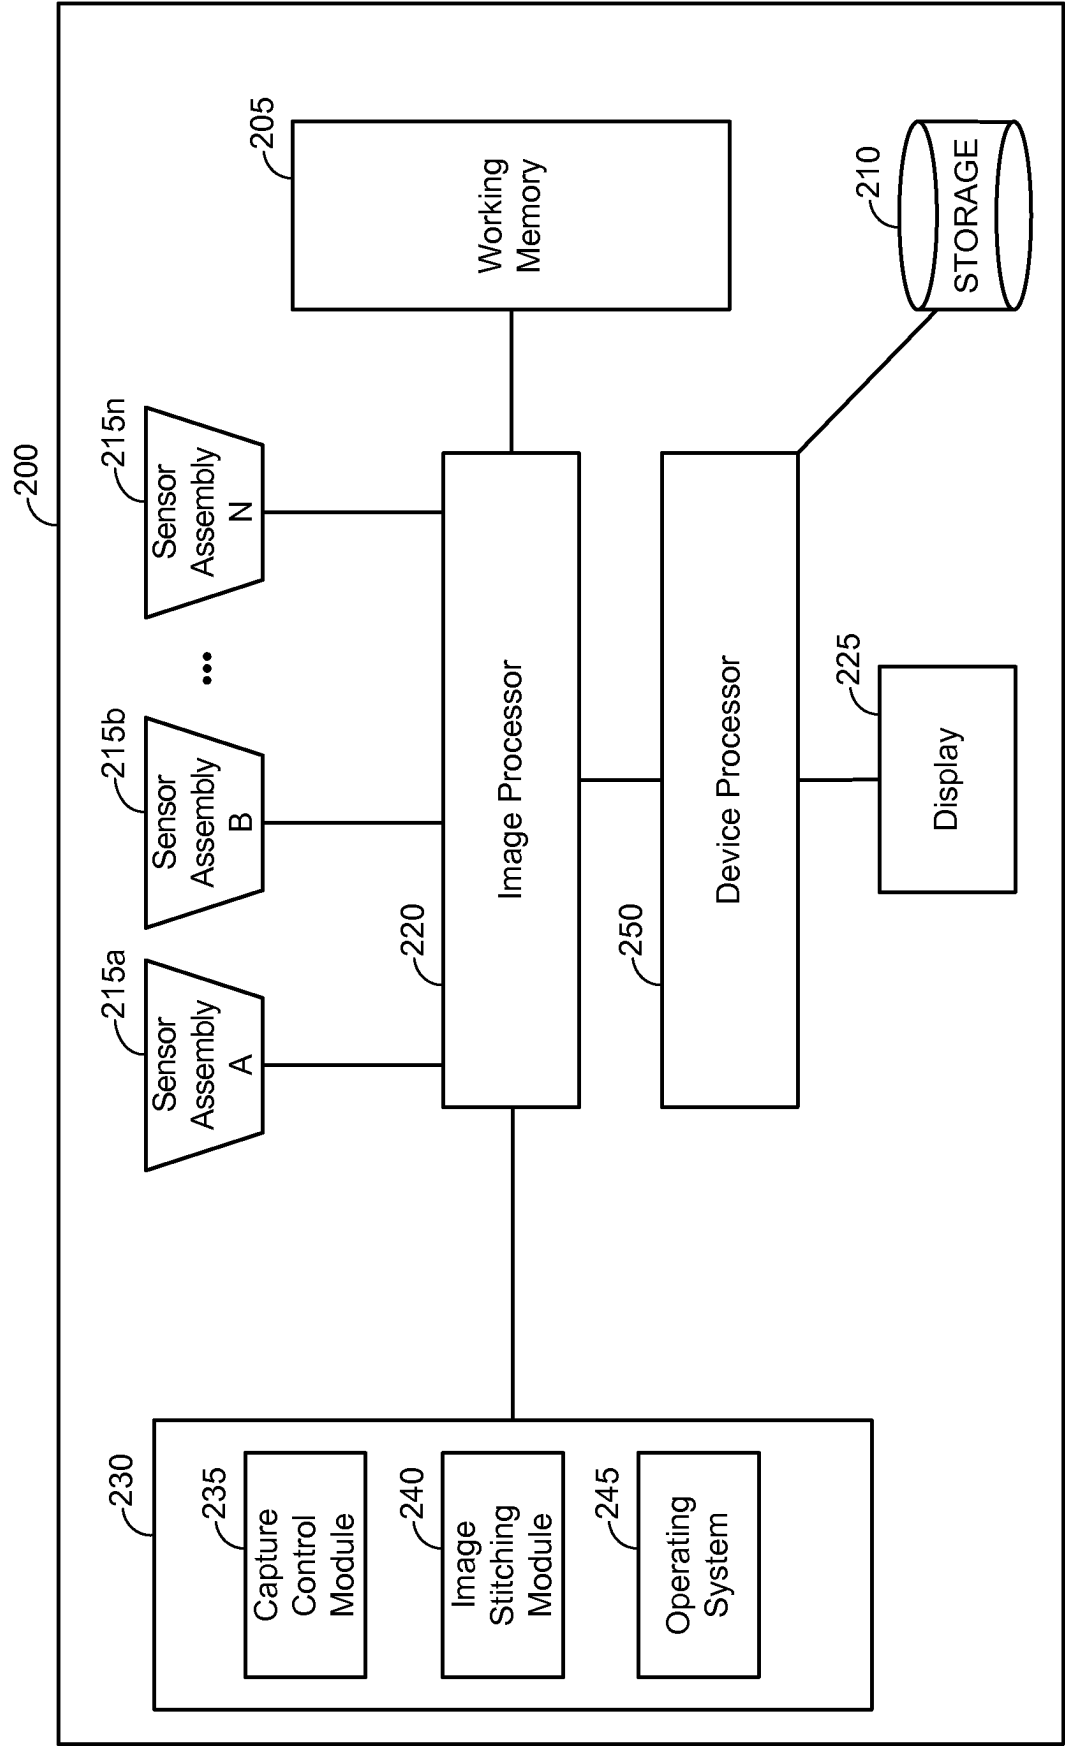 200
215a
Sensor
Assembly
A
215b
Sensor
Assembly
B
...
215n
Sensor
Assembly
N
205
Working
Memory
230
235
Capture
Control
Module
240
Image
Stitching
Module
245
Operating
System
220
Image Processor
250
Device Processor
225
Display
210
STORAGE